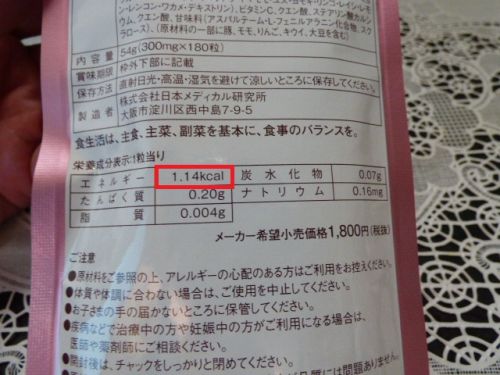 ン・レンコン・ワカメ・デキストリン)、ビタミンC、クエン酸、ステアリン酸カル
ウム、クエン酸、甘味料(アスパルテーム・L-フェニルアラニン化合物、ス
クラロース)、(原材料の一部に豚、モモ、りんご、キウイ、大豆を含む)
内容量 54g(300mg×180粒)
賞味期限 枠外下部に記載
保存方法 直射日光・高温・湿気を避けて涼しいところに保存してください。
製造者 株式会社日本メディカル研究所
大阪市淀川区西中島7-9-5
食生活は、主食、主菜、副菜を基本に、食事のバランスを。
栄養成分表示:1粒当り
エネルギー 1.14kcal 炭水化物 0.07g
たんぱく質 0.20g ナトリウム 0.16mg
脂質 0.004g
メーカー希望小売価格1,800円(税抜)
ご注意
●原材料をご参照の上、アレルギーの心配のある方はご利用をお控えください。
●体質や体調に合わない場合は、ご使用を中止してください。
●お子さまの手の届かないところに保管してください。
●疾病などで治療中の方や妊娠中の方がご利用になる場合は、
医師や薬剤師にご相談ください。
●開封後は、チャックをしっかりと閉めてください。
品質には問題ありません。